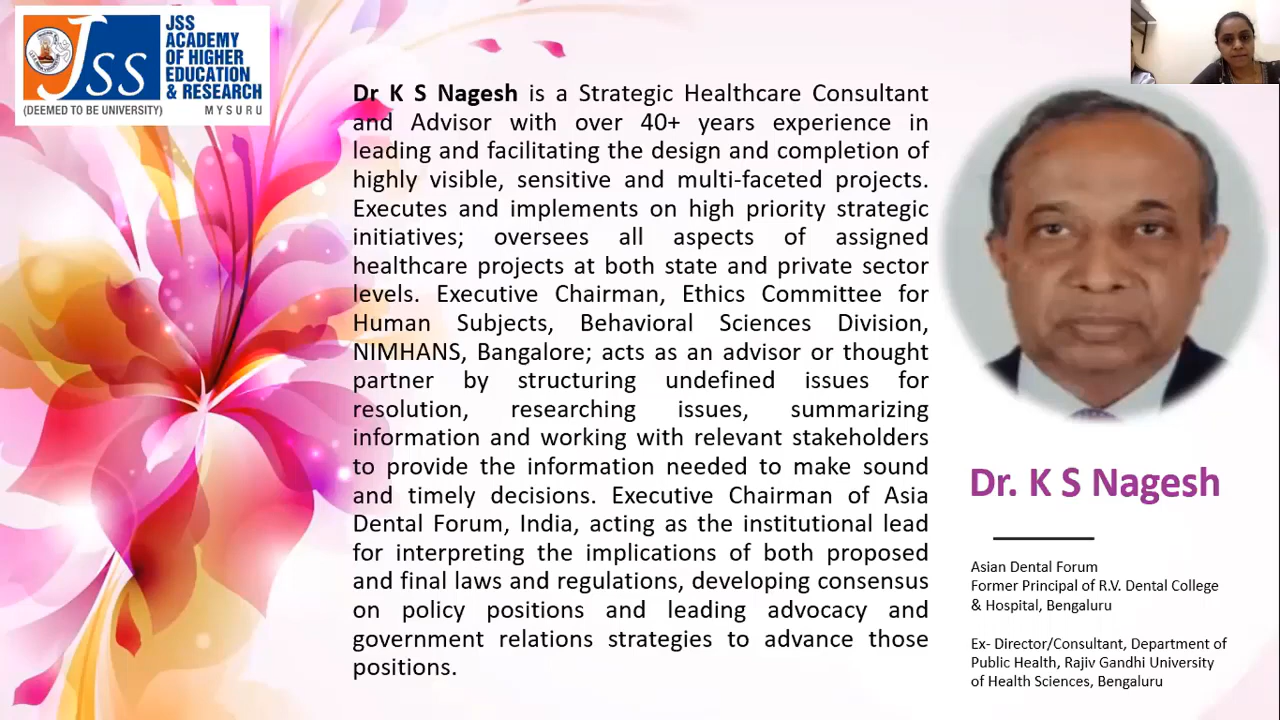 JSS
JSS
ACADEMY
OF HIGHER
EDUCATION
& RESEARCH
(DEEMED TO BE UNIVERSITY) MYSURU
Dr K S Nagesh is a Strategic Healthcare Consultant
and Advisor with over 40+ years experience in
leading and facilitating the design and completion of
highly visible, sensitive and multi-faceted projects.
Executes and implements on high priority strategic
initiatives; oversees all aspects of assigned
healthcare projects at both state and private sector
levels. Executive Chairman, Ethics Committee for
Human Subjects, Behavioral Sciences Division,
NIMHANS, Bangalore; acts as an advisor or thought
partner by structuring undefined issues for
resolution, researching issues, summarizing
information and working with relevant stakeholders
to provide the information needed to make sound
and timely decisions. Executive Chairman of Asia
Dental Forum, India, acting as the institutional lead
for interpreting the implications of both proposed
and final laws and regulations, developing consensus
on policy positions and leading advocacy and
government relations strategies to advance those
positions.
Dr. K S Nagesh
Asian Dental Forum
Former Principal of R.V. Dental College
& Hospital, Bengaluru
Ex- Director/Consultant, Department of
Public Health, Rajiv Gandhi University
of Health Sciences, Bengaluru